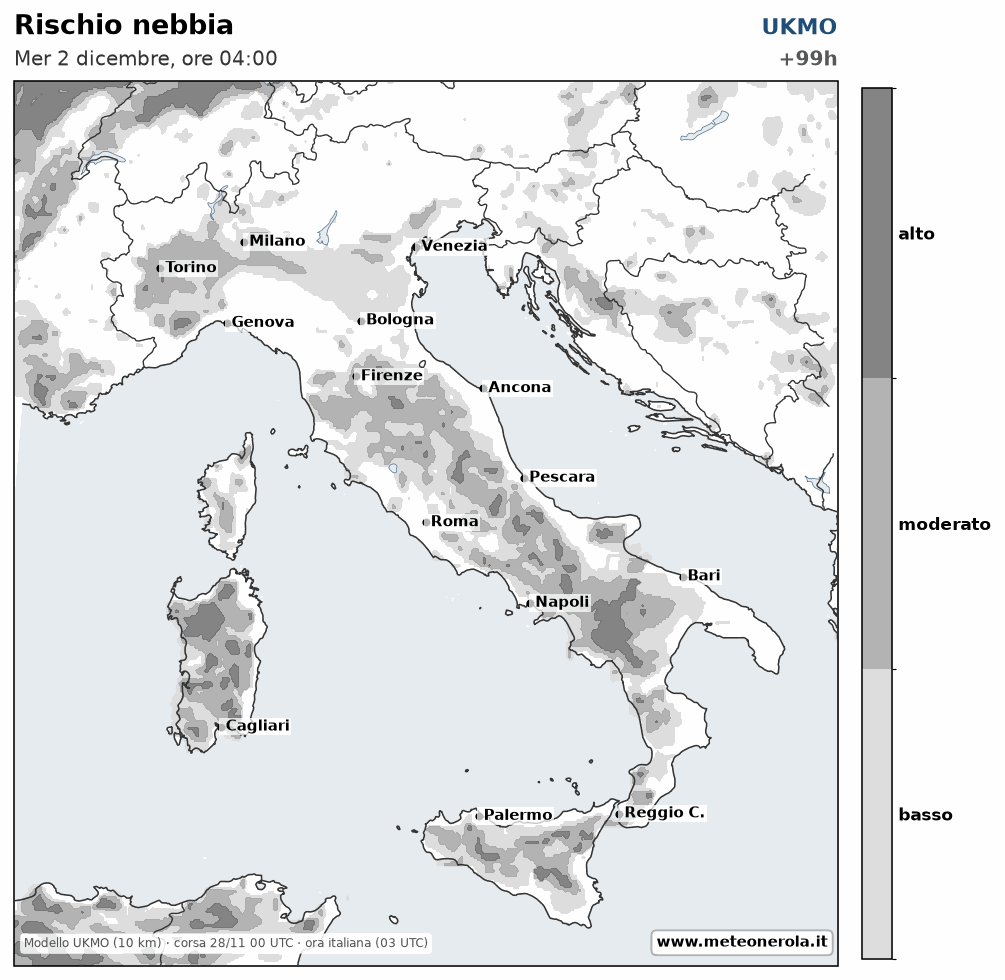 Rischio nebbia
UKMO
Mer 2 dicembre, ore 04:00
+99h
Milano
Venezia
Torino
Genova
Bologna
Firenze
Ancona
Pescara
Roma
Bari
Napoli
Cagliari
Palermo
Reggio C.
alto
moderato
basso
Modello UKMO (10 km) · corsa 28/11 00 UTC · ora italiana (03 UTC)
www.meteonerola.it